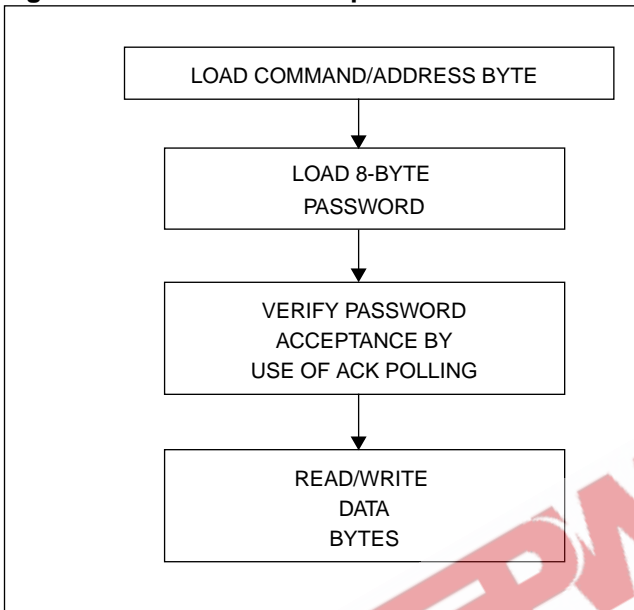 LOAD COMMAND/ADDRESS BYTE
LOAD 8-BYTE
PASSWORD
VERIFY PASSWORD
ACCEPTANCE BY
USE OF ACK POLLING
READ/WRITE
DATA
BYTES